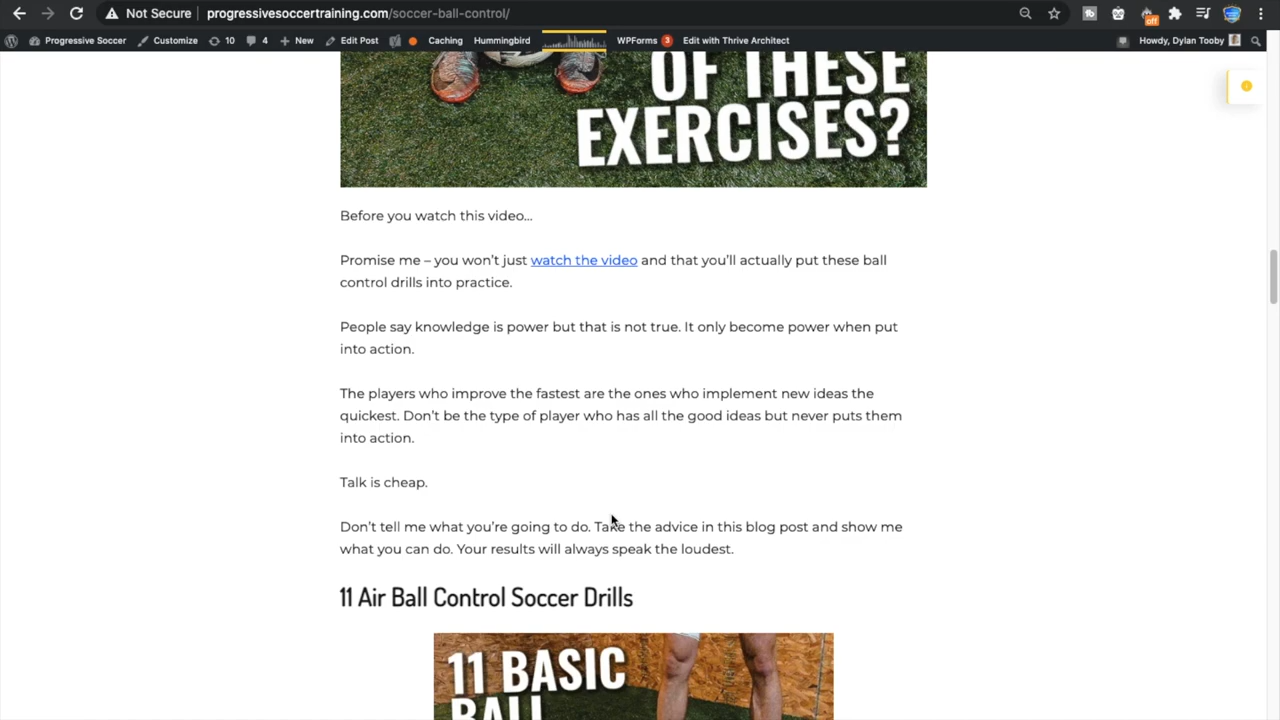 Not Secure
progressivesoccertraining.com/soccer-ball-control/
off
Progressive Soccer
Customize
10
4
New
Edit Post
Caching
Hummingbird
WPForms 3
Edit with Thrive Architect
Howdy, Dylan Tooby
OF THESE
EXERCISES?
Before you watch this video...
Promise me – you won't just watch the video and that you'll actually put these ball
control drills into practice.
People say knowledge is power but that is not true. It only become power when put
into action.
The players who improve the fastest are the ones who implement new ideas the
quickest. Don't be the type of player who has all the good ideas but never puts them
into action.
Talk is cheap.
Don't tell me what you're going to do. Take the advice in this blog post and show me
what you can do. Your results will always speak the loudest.
11 Air Ball Control Soccer Drills
11 BASIC
BALL